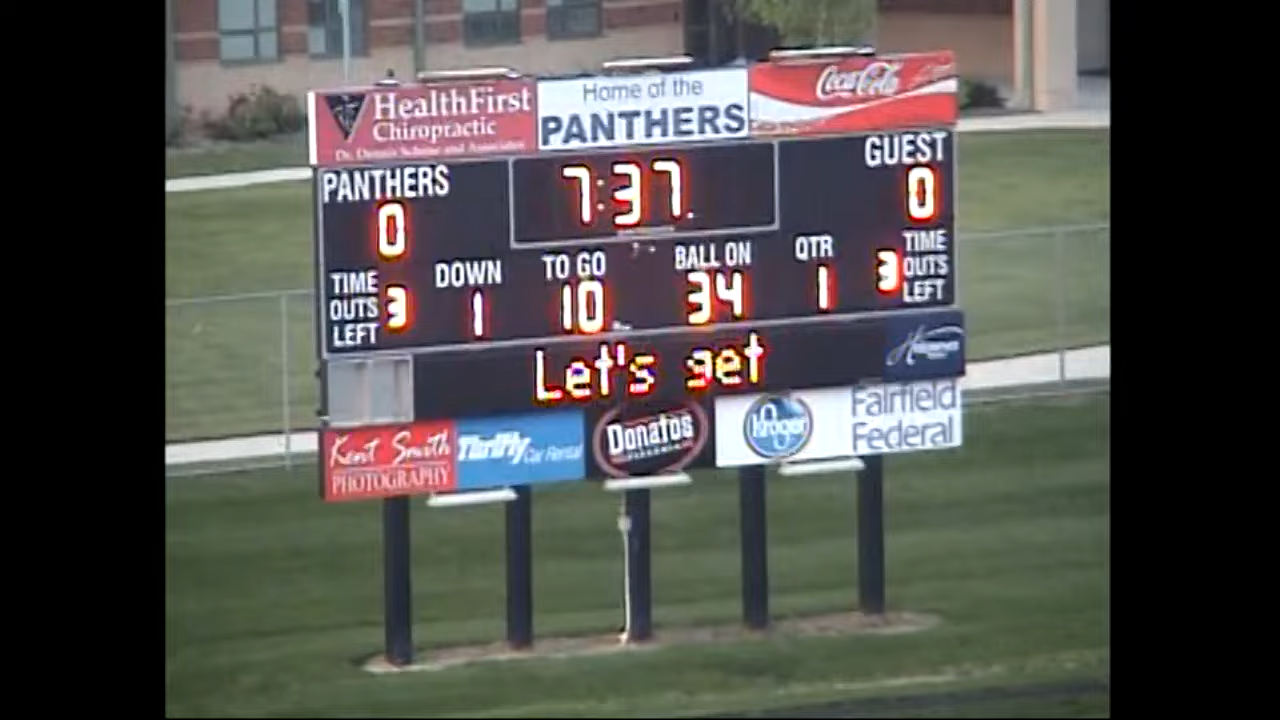 HealthFirst
Chiropractic
Home of the
PANTHERS
Coca-Cola
PANTHERS
0
7:37
GUEST
0
TIME
OUTS
LEFT
3
DOWN
1
TO GO
10
BALL ON
34
QTR
1
3
TIME
OUTS
LEFT
Let's get
Kent Smith
PHOTOGRAPHY
Thrifty
Car Rental
Donatos
Kroger
Fairfield
Federal